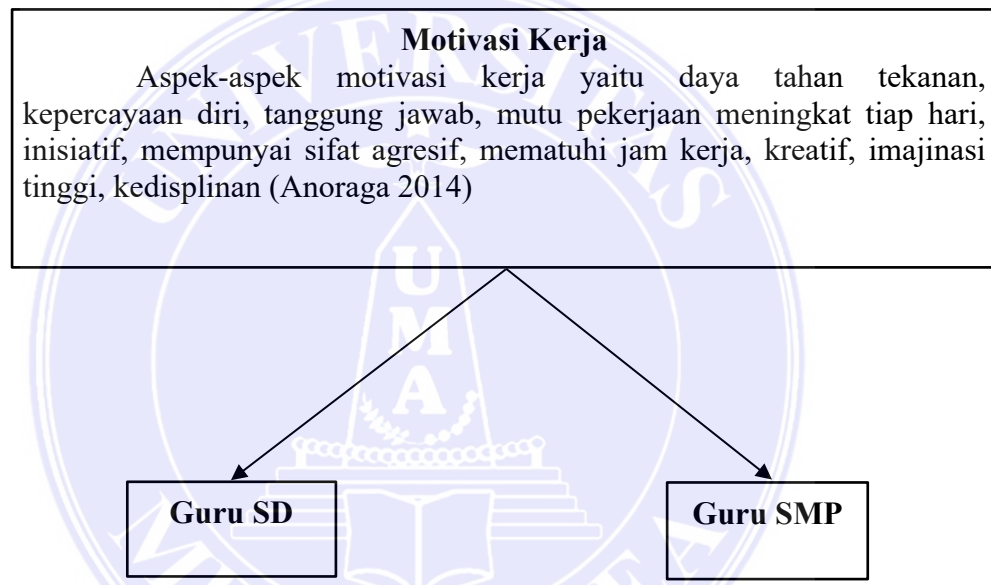 Motivasi Kerja
Aspek-aspek motivasi kerja yaitu daya tahan tekanan,
kepercayaan diri, tanggung jawab, mutu pekerjaan meningkat tiap hari,
inisiatif, mempunyai sifat agresif, mematuhi jam kerja, kreatif, imajinasi
tinggi, kedisplinan (Anoraga 2014)
UNIVERSITAS
U
M
A
Guru SD
Guru SMP